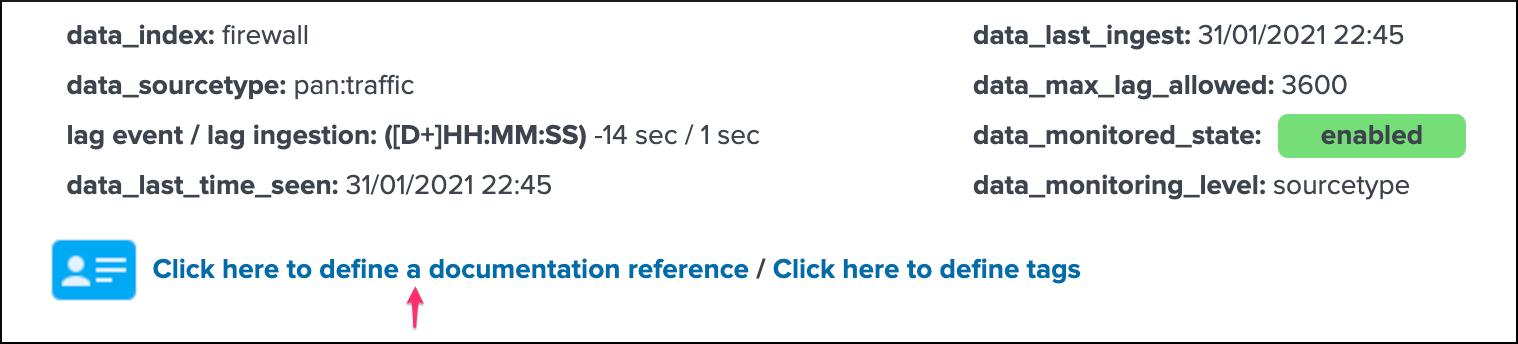 data_index: firewall
data_last_ingest: 31/01/2021 22:45
data_sourcetype: pan:traffic
data_max_lag_allowed: 3600
lag event / lag ingestion: ([D+]HH:MM:SS) -14 sec / 1 sec
data_monitored_state: enabled
data_last_time_seen: 31/01/2021 22:45
data_monitoring_level: sourcetype
Click here to define a documentation reference / Click here to define tags